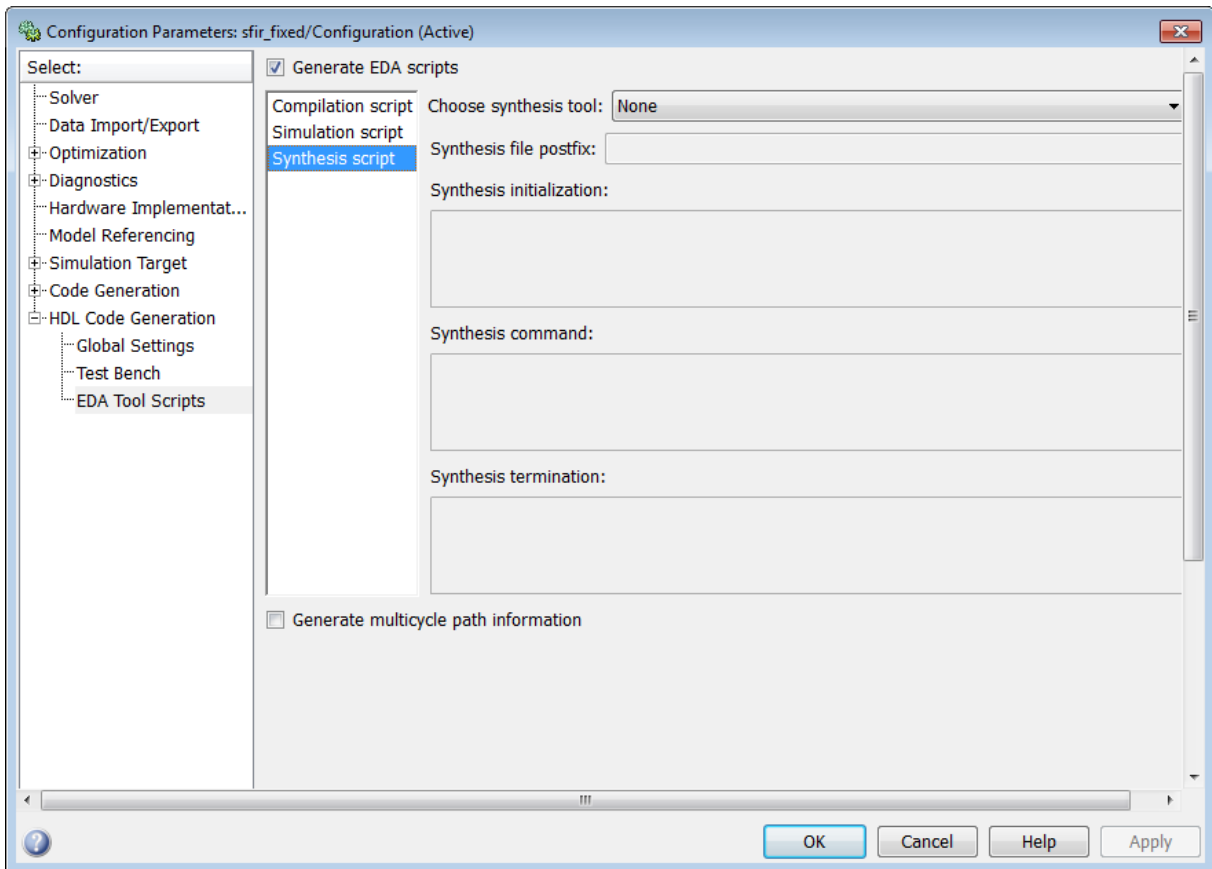 Configuration Parameters: sfir_fixed/Configuration (Active)
Select:
Solver
Data Import/Export
Optimization
Diagnostics
Hardware Implementat...
Model Referencing
Simulation Target
Code Generation
HDL Code Generation
Global Settings
Test Bench
EDA Tool Scripts
Generate EDA scripts
Compilation script
Simulation script
Synthesis script
Choose synthesis tool: None
Synthesis file postfix:
Synthesis initialization:
Synthesis command:
Synthesis termination:
Generate multicycle path information
OK Cancel Help Apply